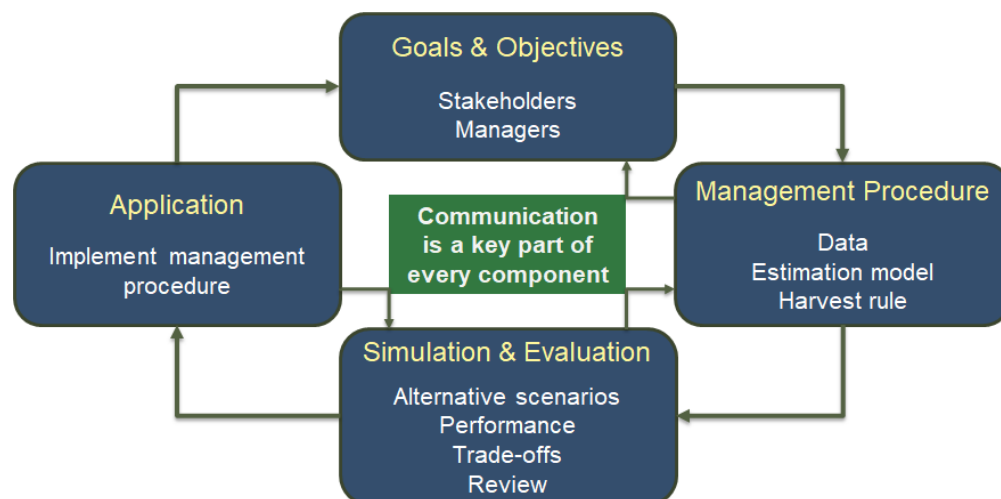 Goals & Objectives
Stakeholders
Managers
Application
Implement management
procedure
Communication
is a key part of
every component
Management Procedure
Data
Estimation model
Harvest rule
Simulation & Evaluation
Alternative scenarios
Performance
Trade-offs
Review